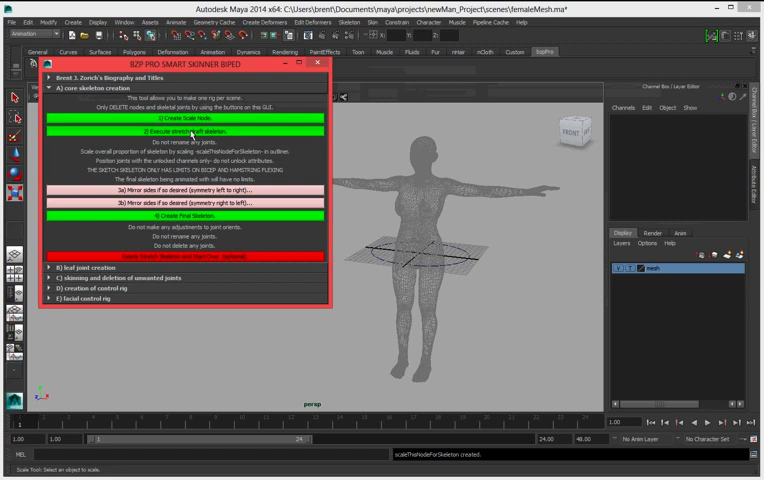 Autodesk Maya 2014 x64: C:\Users\brent\Documents\maya\projects\newMan_Project\scenes\femaleMesh.ma*
File Edit Modify Create Display Window Assets Animate Geometry Cache Create Deformers Edit Deformers Skeleton Skin Constrain Character Muscle Pipeline Cache Help
Animation
X: Y: Z:
General Curves Surfaces Polygons Deformation Animation Dynamics Rendering PaintEffects Toon Muscle Fluids Fur nHair nCloth Custom bzpPro
BZP PRO SMART SKINNER BIPED
Brent J. Zorich's Biography and Titles
A) core skeleton creation
This tool allows you to make one rig per scene.
Only DELETE nodes and skeletal joints by using the buttons on this GUI.
1) Create Scale Node.
2) Execute stretch draft skeleton.
Do not rename any joints.
Scale overall proportion of skeleton by scaling -scaleThisNodeForSkeleton- in outliner.
Position joints with the unlocked channels only- do not unlock attributes.
THE SKETCH SKELETON ONLY HAS LIMITS ON BICEP AND HAMSTRING FLEXING
The final skeleton being animated with will have no limits.
3a) Mirror sides if so desired (symmetry left to right)...
3b) Mirror sides if so desired (symmetry right to left)...
4) Create Final Skeleton.
Do not make any adjustments to joint orients.
Do not rename any joints.
Do not delete any joints.
B) leaf joint creation
C) skinning and deletion of unwanted joints
D) creation of control rig
E) facial control rig
FRONT
persp
Channel Box / Layer Editor
Channels Edit Object Show
Channel Box / Layer Editor
Attribute Editor
Display Render Anim
Layers Options Help
V T mesh
1
1.00
1.00 1.00 1 24 24.00 48.00 No Anim Layer No Character Set
MEL scaleThisNodeForSkeleton created.
Scale Tool: Select an object to scale.